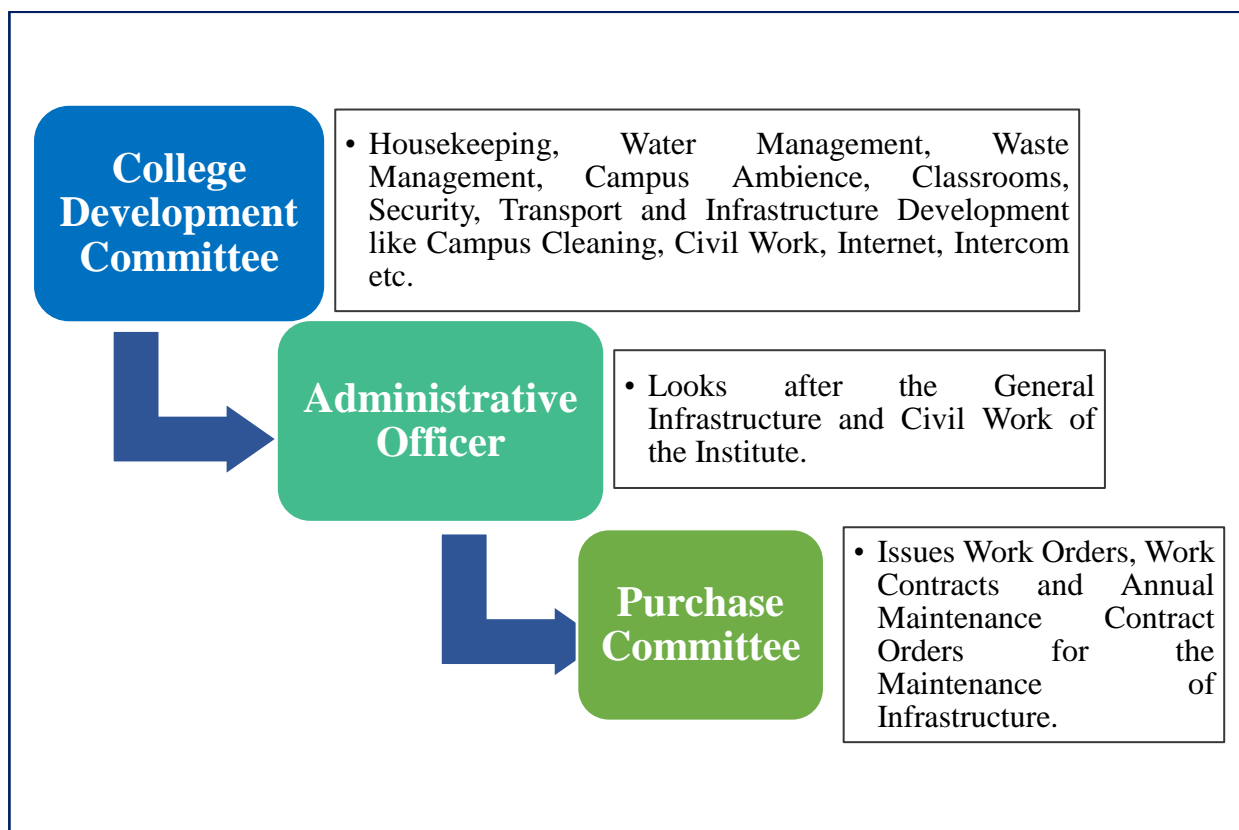 College
Development
Committee
• Housekeeping, Water Management, Waste
Management, Campus Ambience, Classrooms,
Security, Transport and Infrastructure Development
like Campus Cleaning, Civil Work, Internet, Intercom
etc.
Administrative
Officer
• Looks after the General
Infrastructure and Civil Work of
the Institute.
Purchase
Committee
• Issues Work Orders, Work
Contracts and Annual
Maintenance Contract
Orders for the
Maintenance of
Infrastructure.